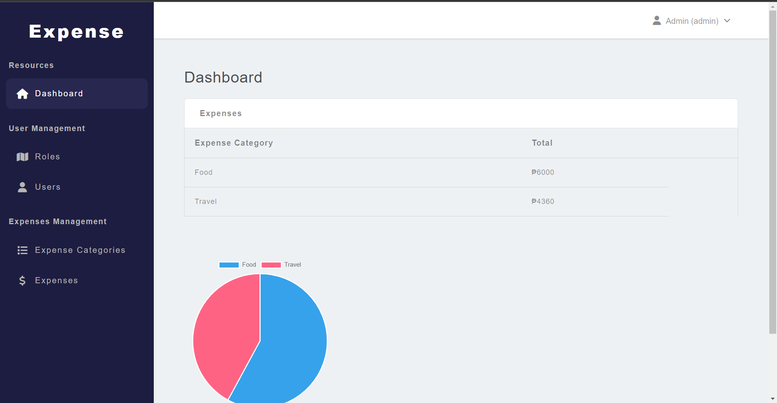 Expense
Admin (admin)
Resources
Dashboard
User Management
Roles
Users
Expenses Management
Expense Categories
Expenses
Dashboard
Expenses
Expense Category Total
Food ₱6000
Travel ₱4360
Food Travel